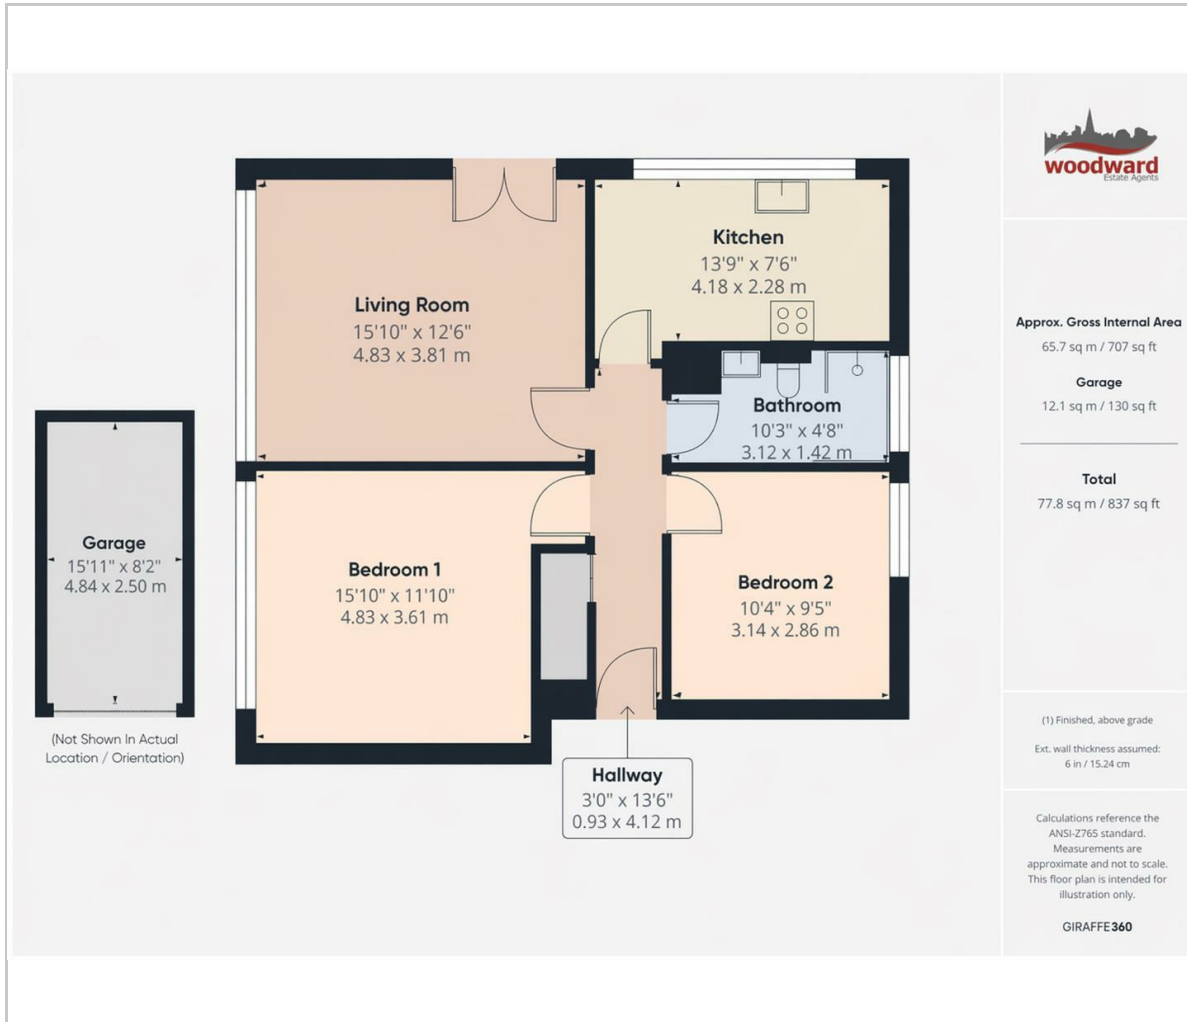 Living Room
15'10" x 12'6"
4.83 x 3.81 m
Kitchen
13'9" x 7'6"
4.18 x 2.28 m
Bathroom
10'3" x 4'8"
3.12 x 1.42 m
Garage
15'11" x 8'2"
4.84 x 2.50 m
(Not Shown In Actual
Location / Orientation)
Bedroom 1
15'10" x 11'10"
4.83 x 3.61 m
Bedroom 2
10'4" x 9'5"
3.14 x 2.86 m
Hallway
3'0" x 13'6"
0.93 x 4.12 m
woodward
Estate Agents
Approx. Gross Internal Area
65.7 sq m / 707 sq ft
Garage
12.1 sq m / 130 sq ft
Total
77.8 sq m / 837 sq ft
(1) Finished, above grade
Ext. wall thickness assumed:
6 in / 15.24 cm
Calculations reference the
ANSI-Z765 standard.
Measurements are
approximate and not to scale.
This floor plan is intended for
illustration only.
GIRAFFE360